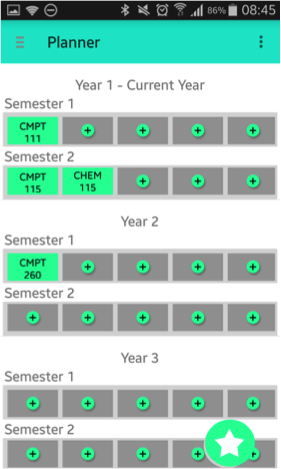 86% 08:45
Planner
Year 1 - Current Year
Semester 1
CMPT
111
Semester 2
CMPT CHEM
115 115
Year 2
Semester 1
CMPT
260
Semester 2
Year 3
Semester 1
Semester 2